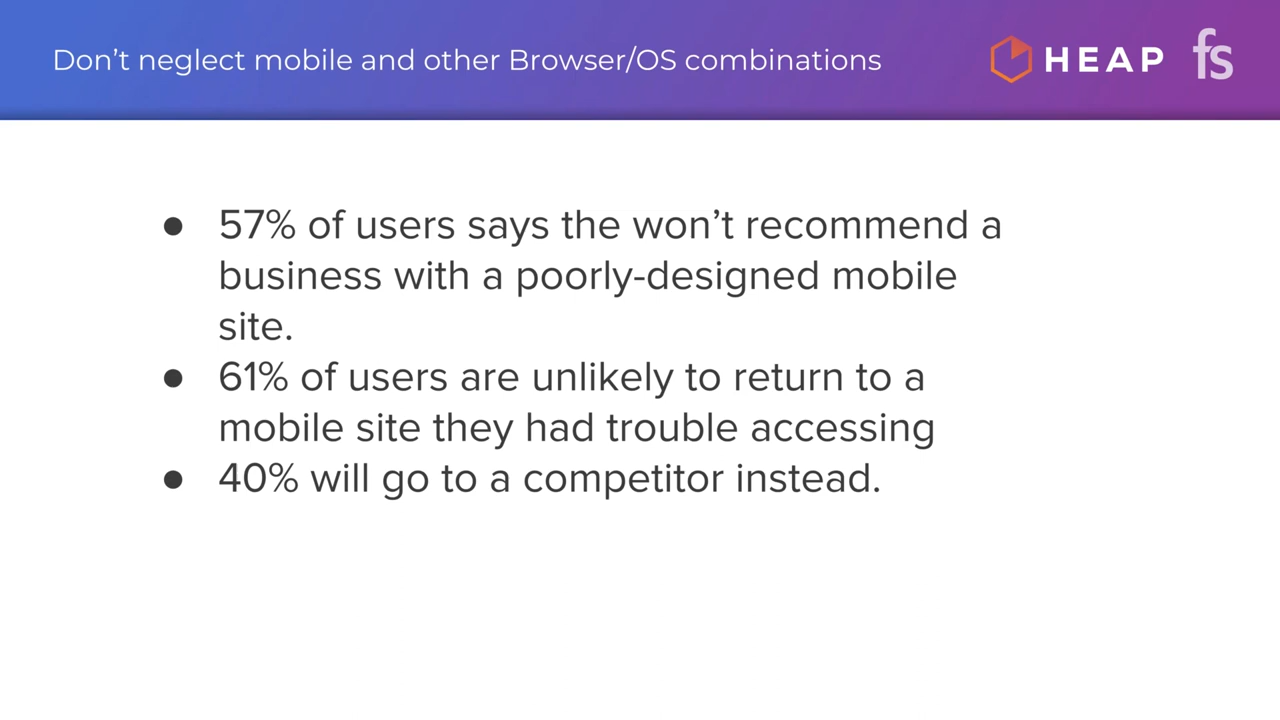 Don’t neglect mobile and other Browser/OS combinations
HEAP
fs
● 57% of users says the won’t recommend a
business with a poorly-designed mobile
site.
● 61% of users are unlikely to return to a
mobile site they had trouble accessing
● 40% will go to a competitor instead.